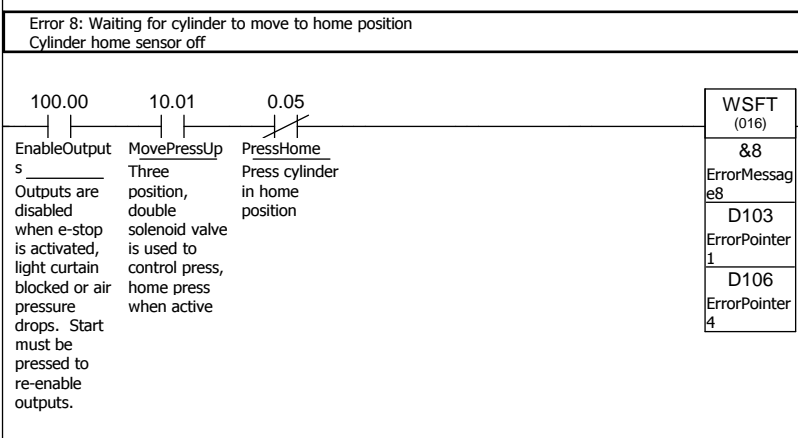 Error 8: Waiting for cylinder to move to home position
Cylinder home sensor off
100.00
10.01
0.05
EnableOutput
s
Outputs are
disabled
when e-stop
is activated,
light curtain
blocked or air
pressure
drops. Start
must be
pressed to
re-enable
outputs.
MovePressUp
Three
position,
double
solenoid valve
is used to
control press,
home press
when active
PressHome
Press cylinder
in home
position
WSFT
(016)
&8
ErrorMessag
e8
D103
ErrorPointer
1
D106
ErrorPointer
4